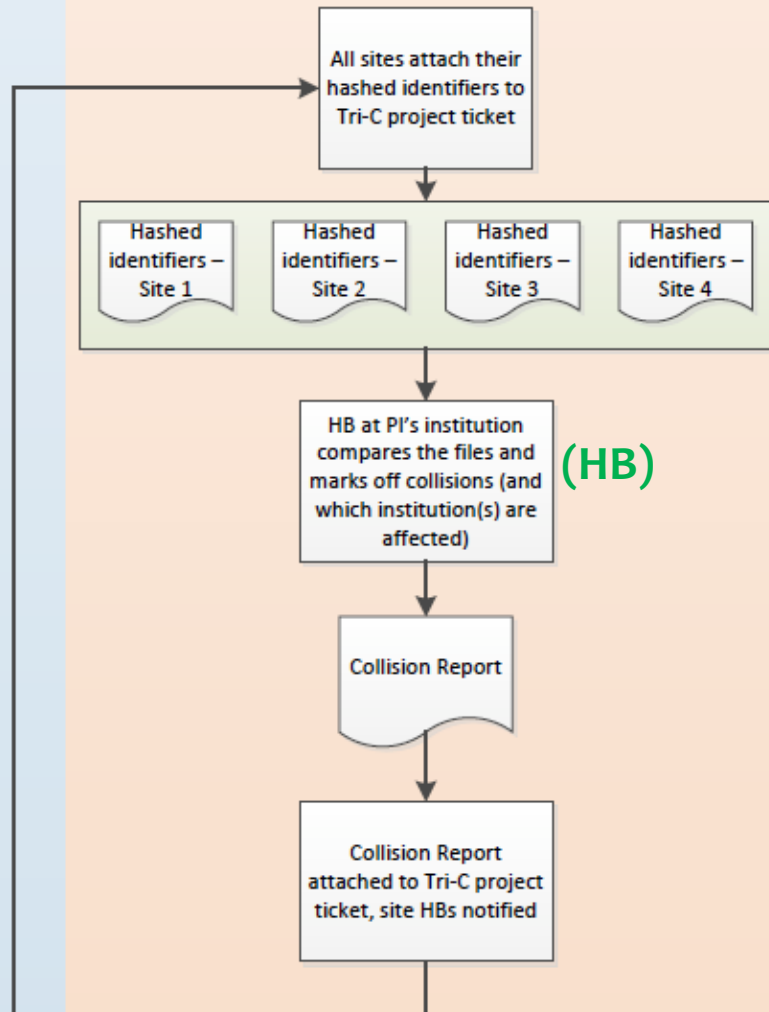 All sites attach their
hashed identifiers to
Tri-C project ticket
Hashed
identifiers –
Site 1
Hashed
identifiers –
Site 2
Hashed
identifiers –
Site 3
Hashed
identifiers –
Site 4
HB at PI's institution
compares the files and
marks off collisions (and
which institution(s) are
affected)
(HB)
Collision Report
Collision Report
attached to Tri-C project
ticket, site HBs notified